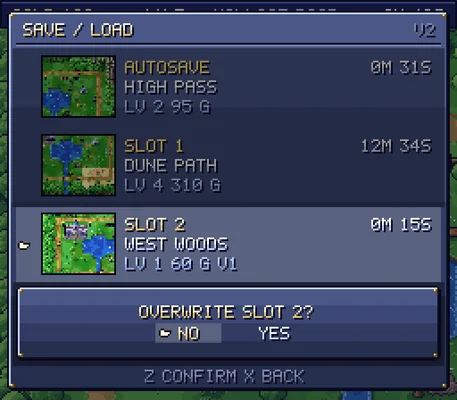 SAVE / LOAD V2
AUTOSAVE 0M 31S
HIGH PASS
LV 2 95 G
SLOT 1 12M 34S
DUNE PATH
LV 4 310 G
SLOT 2 0M 15S
WEST WOODS
LV 1 60 G V1
OVERWRITE SLOT 2?
NO YES
Z CONFIRM X BACK